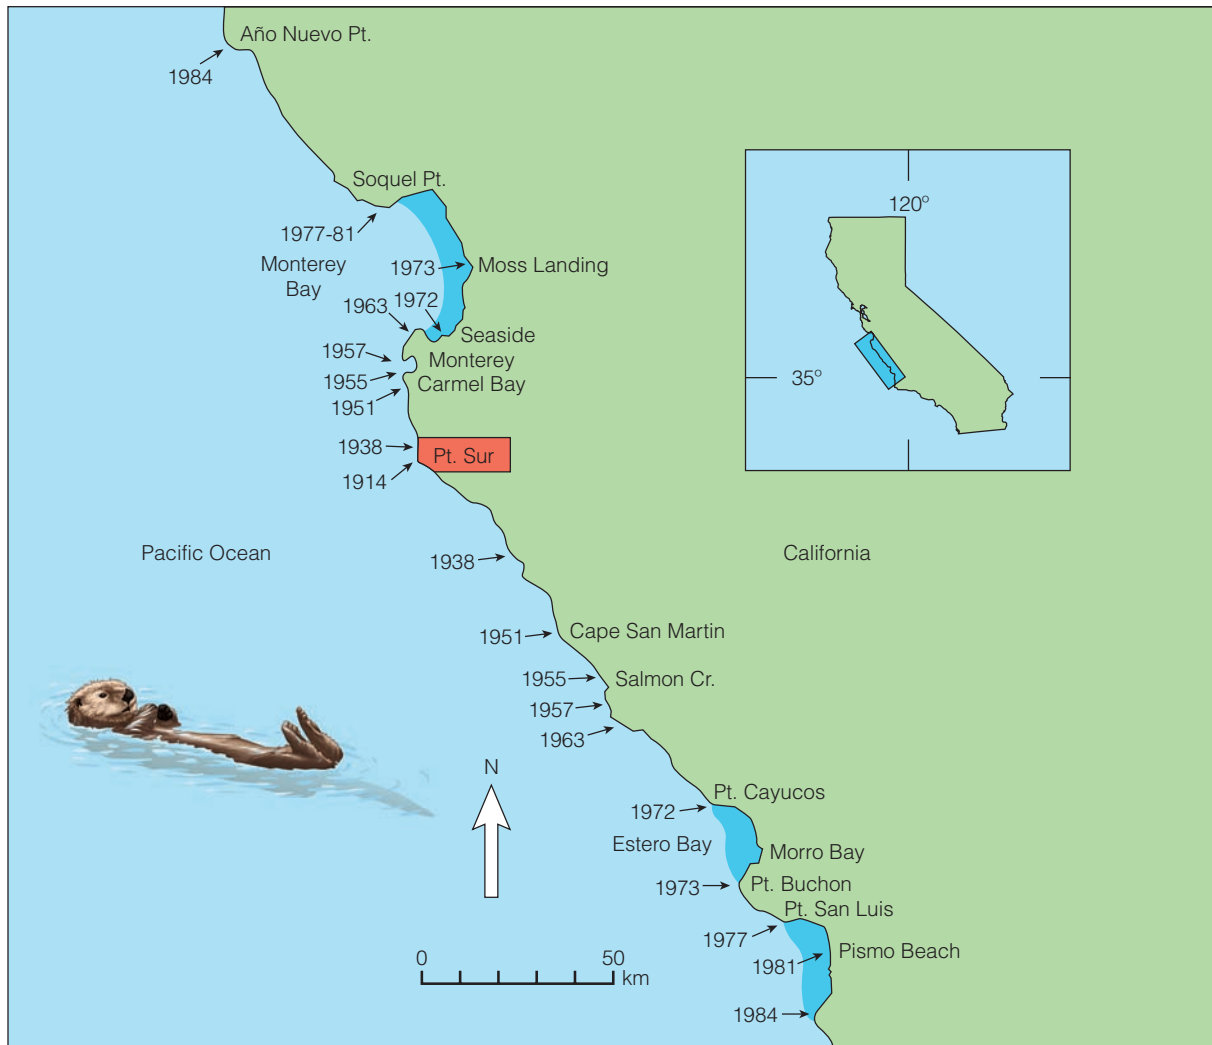 Año Nuevo Pt.
1984
Soquel Pt.
1977-81
Monterey
Bay
1973
Moss Landing
1963
1972
Seaside
1957
Monterey
1955
Carmel Bay
1951
1938
Pt. Sur
1914
120°
35°
Pacific Ocean
California
1938
1951
Cape San Martin
1955
Salmon Cr.
1957
1963
N
Pt. Cayucos
1972
Estero Bay
Morro Bay
1973
Pt. Buchon
Pt. San Luis
1977
Pismo Beach
1981
1984
0
50
km